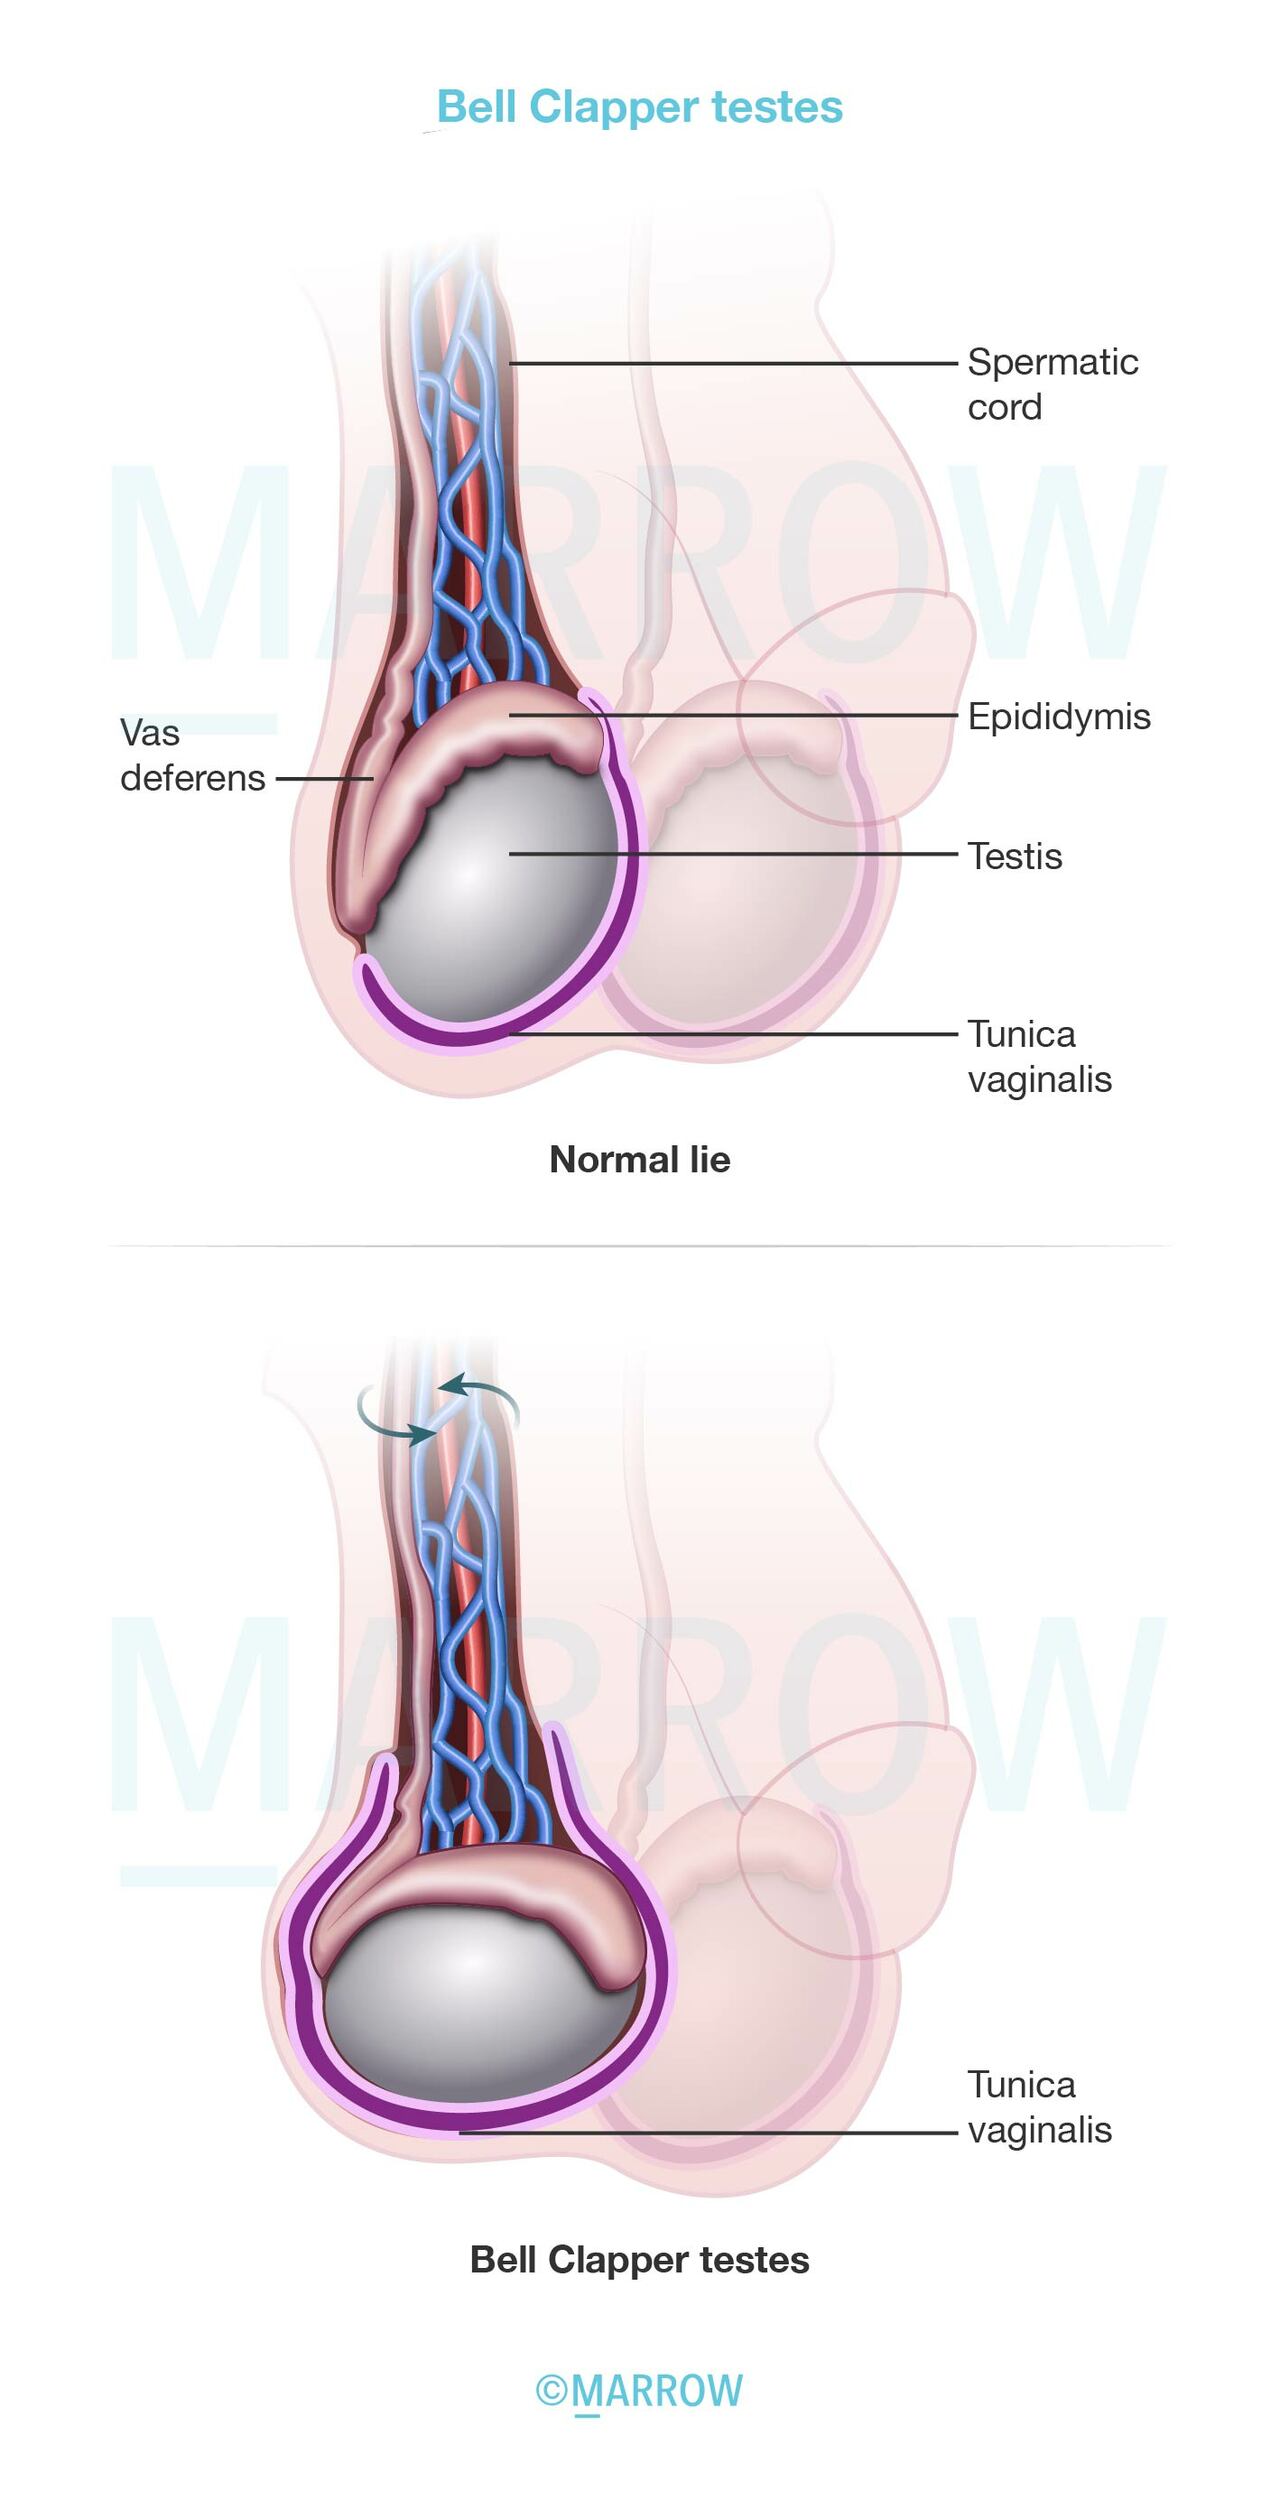 Bell Clapper testes
Spermatic
cord
MARROW
Vas
deferens
Epididymis
Testis
Tunica
vaginalis
Normal lie
MARROW
Tunica
vaginalis
Bell Clapper testes
©MARROW